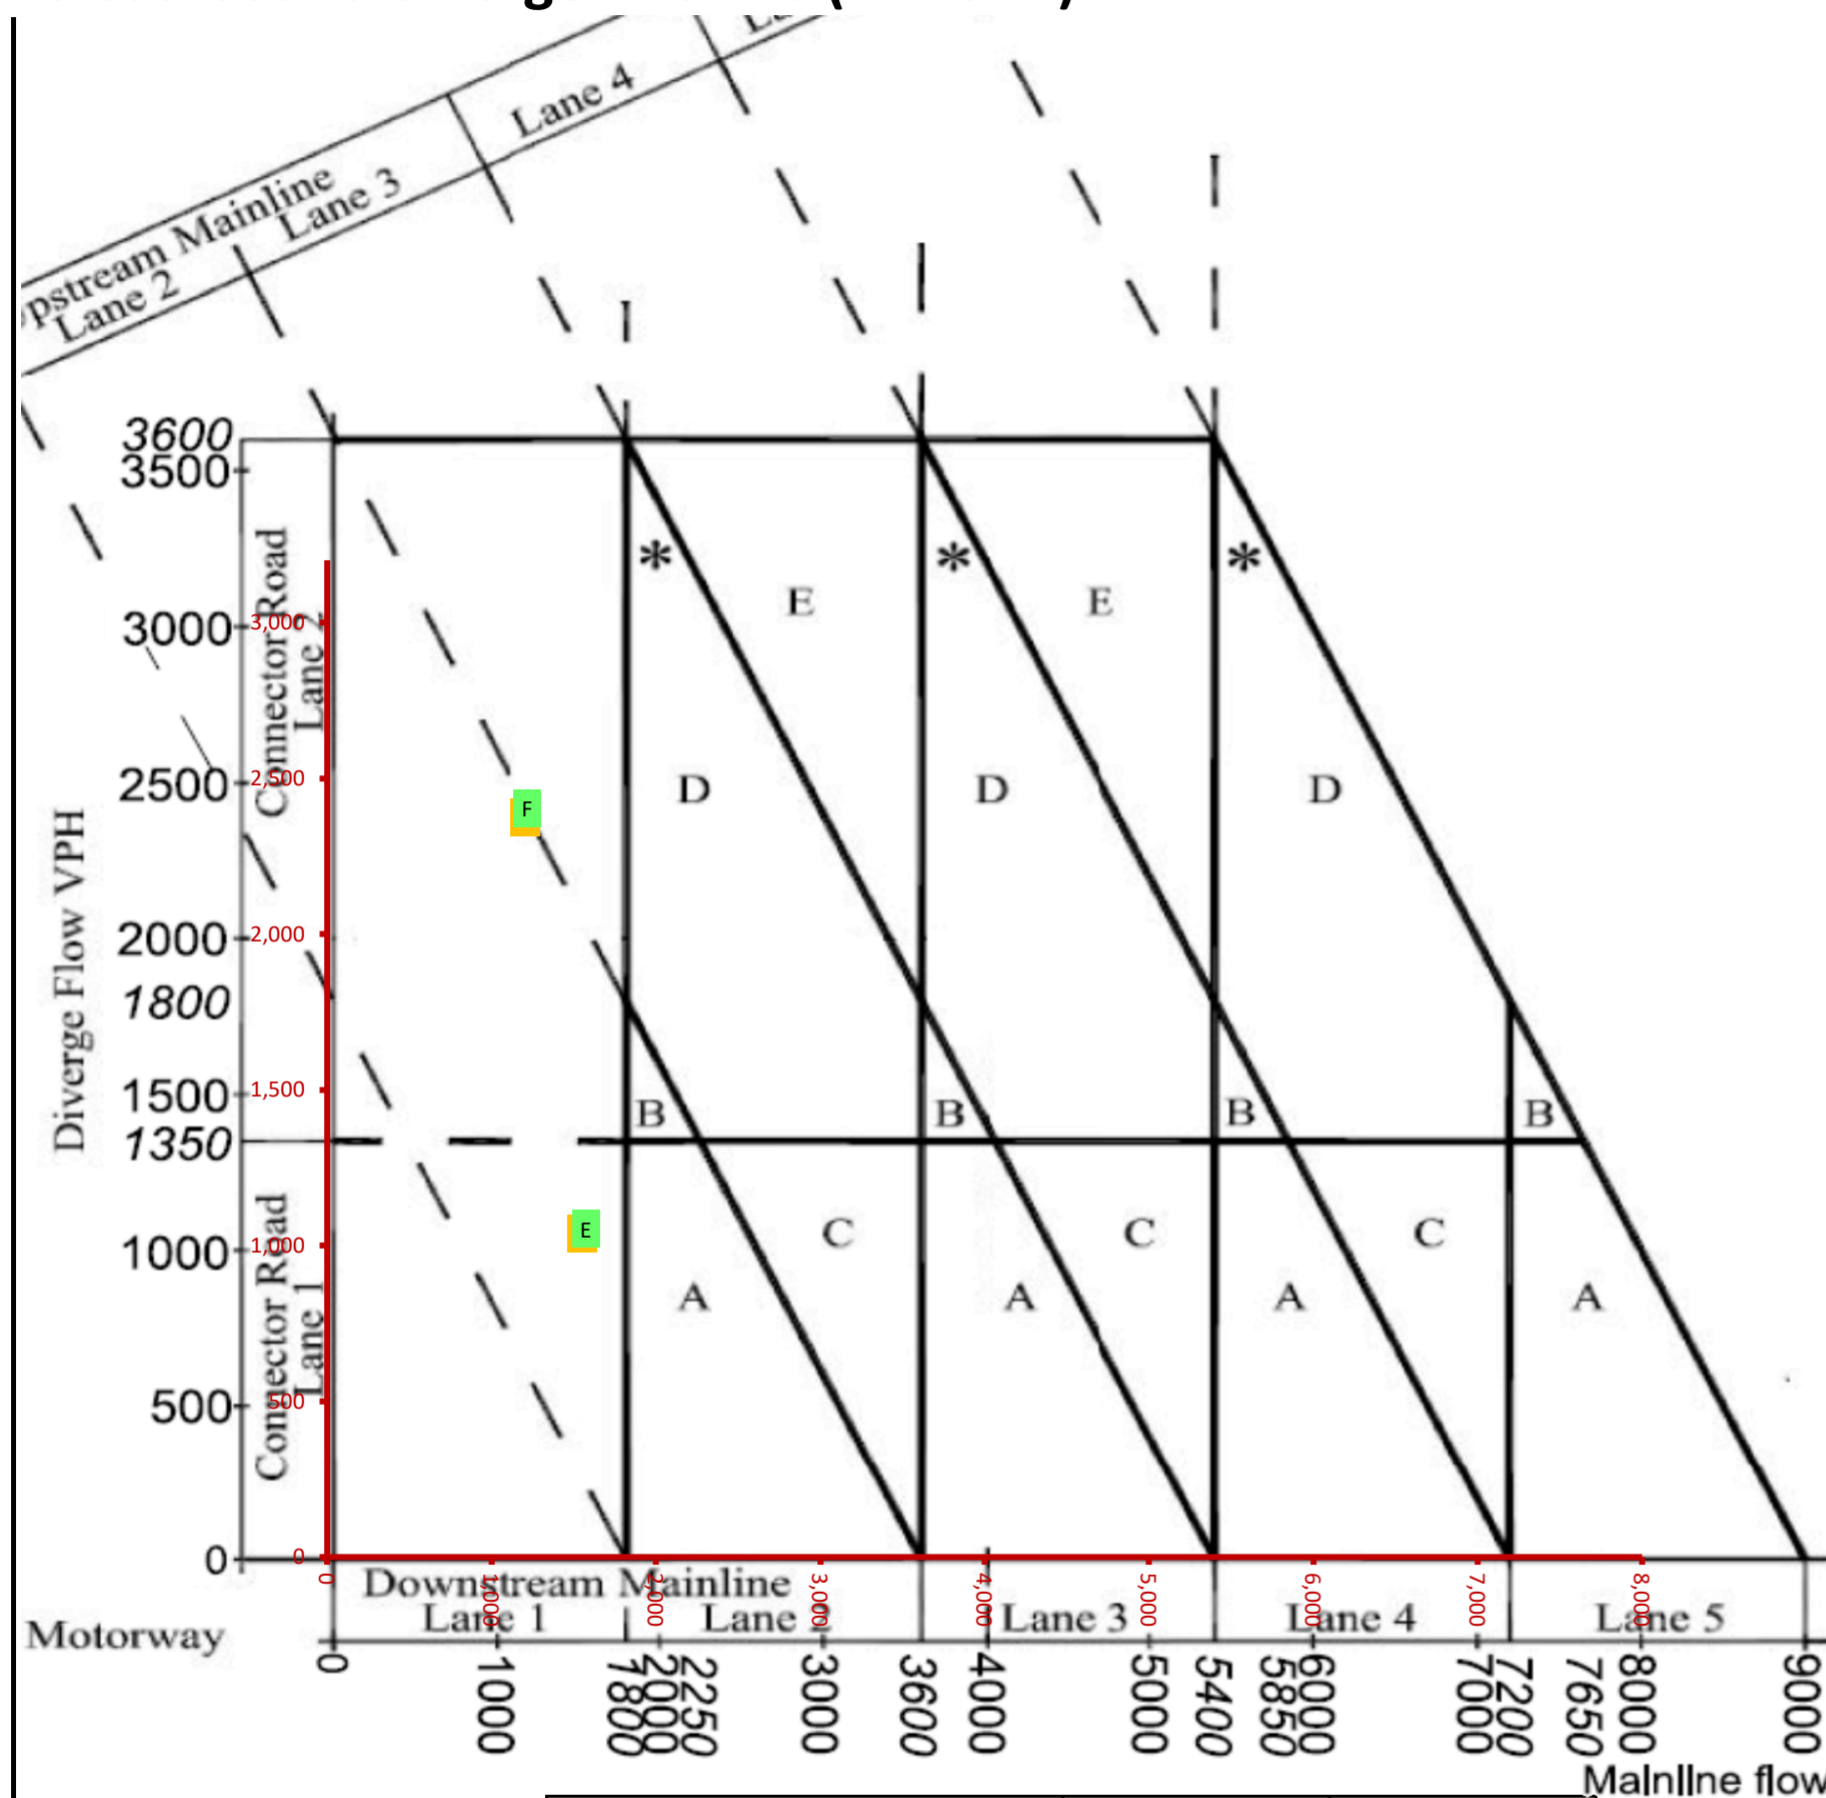 Lane 4
Upstream Mainline
Lane 3
Lane 2
3600
3500
3000
2500
2000
1800
1500
1350
1000
500
0
Diverge Flow VPH
Connector Road
Lane 2
Connector Road
Lane 1
3,000
2,500
2,000
1,500
1,000
500
0
* * *
E E
D D D
F
B B B B
E
C C C
A A A A
0 1,000 2,000 3,000 4,000 5,000 6,000 7,000 8,000
Downstream Mainline
Lane 1 Lane 2 Lane 3 Lane 4 Lane 5
Motorway
0 1000 1800 2000 2250 3000 3600 4000 5000 5400 5850 6000 7000 7200 7650 8000 9000
Mainline flow